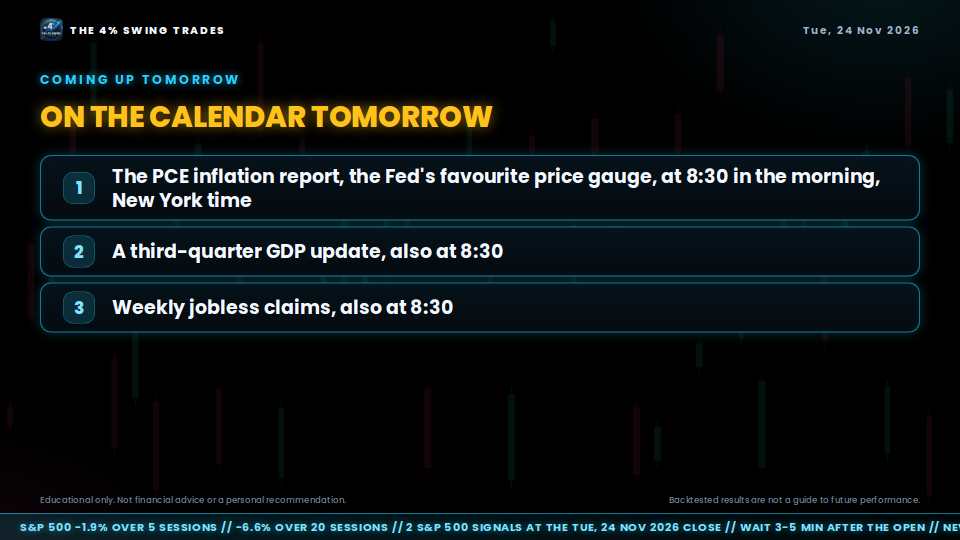 THE 4% SWING TRADES
Tue, 24 Nov 2026
COMING UP TOMORROW
ON THE CALENDAR TOMORROW
1
The PCE inflation report, the Fed's favourite price gauge, at 8:30 in the morning,
New York time
2
A third-quarter GDP update, also at 8:30
3
Weekly jobless claims, also at 8:30
Educational only. Not financial advice or a personal recommendation.
Backtested results are not a guide to future performance.
S&P 500 -1.9% OVER 5 SESSIONS // -6.6% OVER 20 SESSIONS // 2 S&P 500 SIGNALS AT THE TUE, 24 NOV 2026 CLOSE // WAIT 3-5 MIN AFTER THE OPEN //